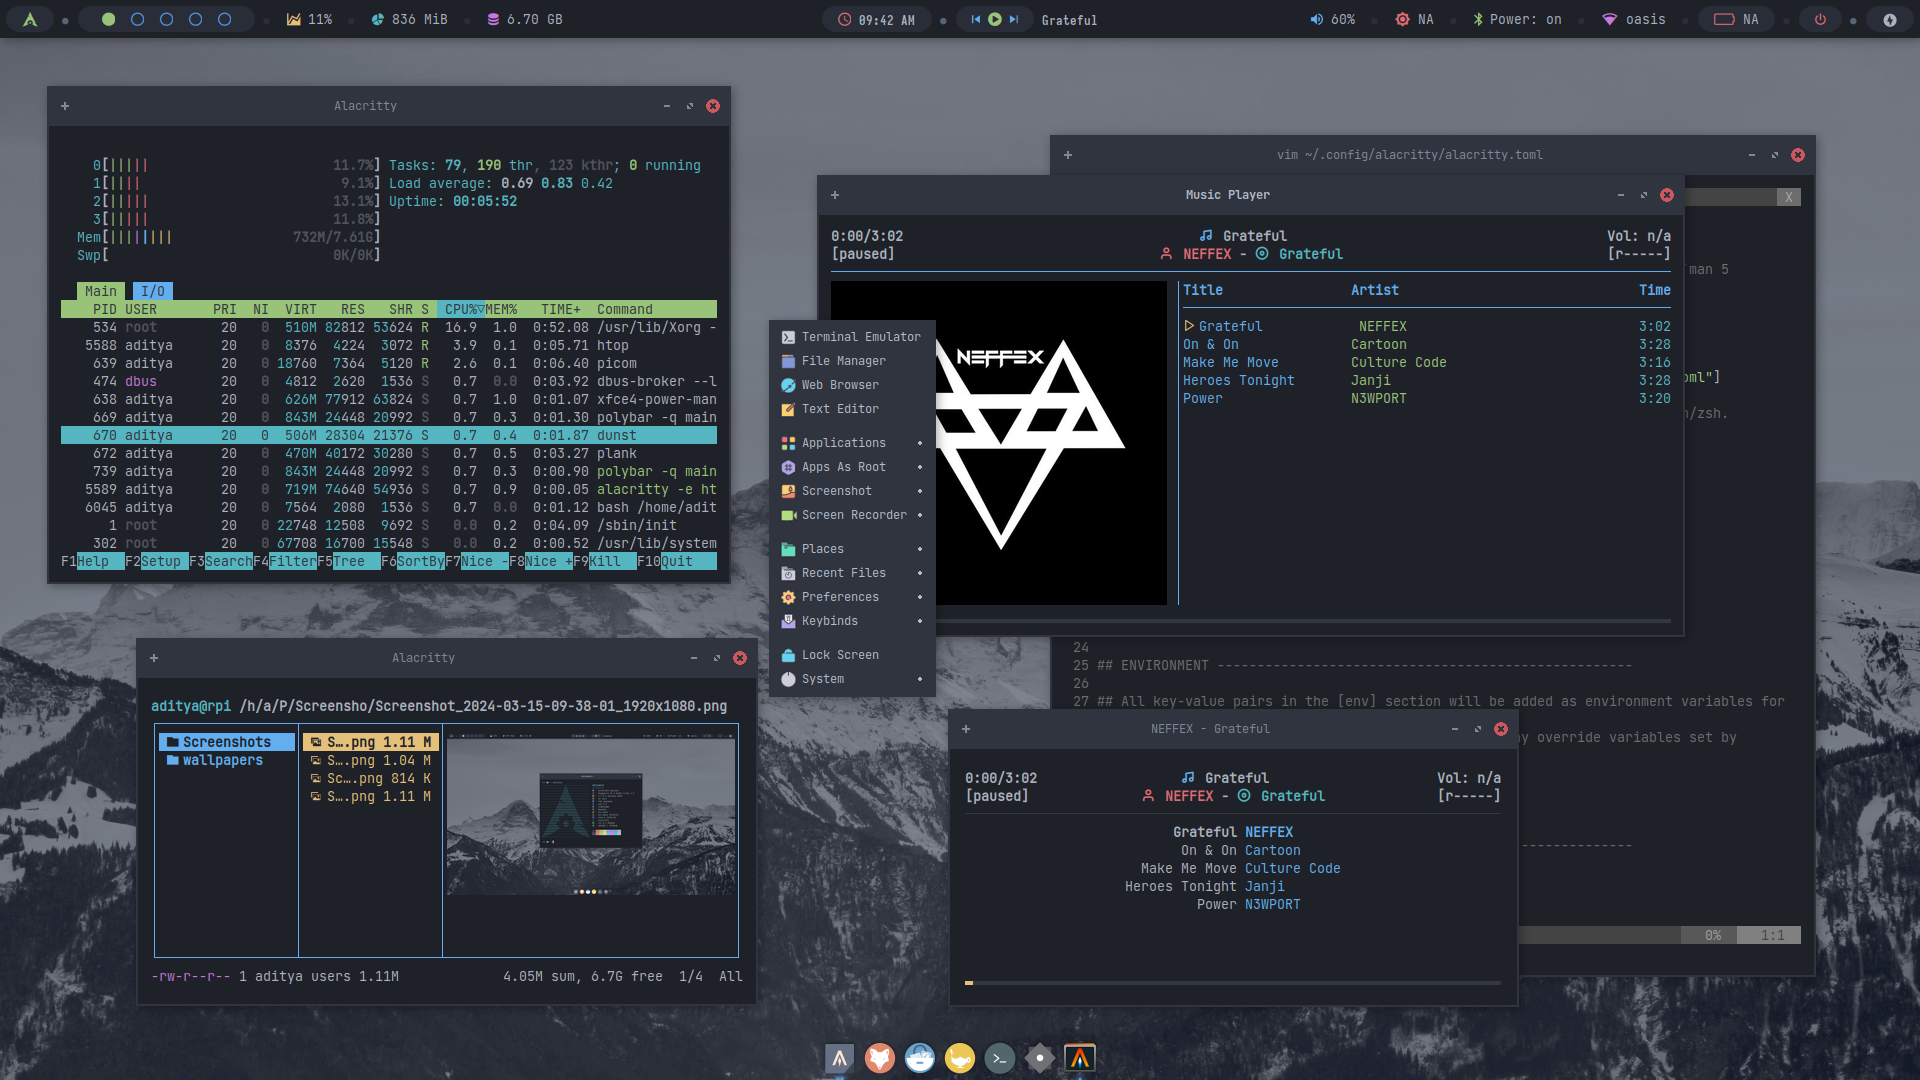 11%
836 MiB
6.70 GB
09:42 AM
Grateful
60%
NA
Power: on
oasis
NA
Alacritty
0[||||| 11.7%] Tasks: 79, 190 thr, 123 kthr; 0 running
1[|||| 9.1%] Load average: 0.69 0.83 0.42
2[||||| 13.1%] Uptime: 00:05:52
3[||||| 11.8%]
Mem[|||||||| 732M/7.61G]
Swp[ 0K/0K]
Main I/O
PID USER PRI NI VIRT RES SHR S CPU%▽MEM% TIME+ Command
534 root 20 0 510M 82812 53624 R 16.9 1.0 0:52.08 /usr/lib/Xorg -
5588 aditya 20 0 8376 4224 3072 R 3.9 0.1 0:05.71 htop
639 aditya 20 0 18760 7364 5120 R 2.6 0.1 0:06.40 picom
474 dbus 20 0 4812 2620 1536 S 0.7 0.0 0:03.92 dbus-broker --l
638 aditya 20 0 626M 77912 63824 S 0.7 1.0 0:01.07 xfce4-power-man
669 aditya 20 0 843M 24448 20992 S 0.7 0.3 0:01.30 polybar -q main
670 aditya 20 0 506M 28304 21376 S 0.7 0.4 0:01.87 dunst
672 aditya 20 0 470M 40172 30280 S 0.7 0.5 0:03.27 plank
739 aditya 20 0 843M 24448 20992 S 0.7 0.3 0:00.90 polybar -q main
5589 aditya 20 0 719M 74640 54936 S 0.7 0.9 0:00.05 alacritty -e ht
6045 aditya 20 0 7564 2080 1536 S 0.7 0.0 0:01.12 bash /home/adit
1 root 20 0 22748 12508 9692 S 0.0 0.2 0:04.09 /sbin/init
302 root 20 0 67708 16700 15548 S 0.0 0.2 0:00.52 /usr/lib/system
F1Help F2Setup F3SearchF4FilterF5Tree F6SortByF7Nice -F8Nice +F9Kill F10Quit
vim ~/.config/alacritty/alacritty.toml
X
man 5
oml"]
n/zsh.
24
25 ## ENVIRONMENT ----------------------------------------------------
26
27 ## All key-value pairs in the [env] section will be added as environment variables for
ny override variables set by
--------------
0% 1:1
Music Player
0:00/3:02 Grateful Vol: n/a
[paused] NEFFEX - Grateful [r-----]
NEFFEX
Title Artist Time
Grateful NEFFEX 3:02
On & On Cartoon 3:28
Make Me Move Culture Code 3:16
Heroes Tonight Janji 3:28
Power N3WPORT 3:20
Terminal Emulator
File Manager
Web Browser
Text Editor
Applications
Apps As Root
Screenshot
Screen Recorder
Places
Recent Files
Preferences
Keybinds
Lock Screen
System
Alacritty
aditya@rpi /h/a/P/Screensho/Screenshot_2024-03-15-09-38-01_1920x1080.png
Screenshots
wallpapers
S….png 1.11 M
S….png 1.04 M
Sc….png 814 K
S….png 1.11 M
-rw-r--r-- 1 aditya users 1.11M 4.05M sum, 6.7G free 1/4 All
NEFFEX - Grateful
0:00/3:02 Grateful Vol: n/a
[paused] NEFFEX - Grateful [r-----]
Grateful NEFFEX
On & On Cartoon
Make Me Move Culture Code
Heroes Tonight Janji
Power N3WPORT